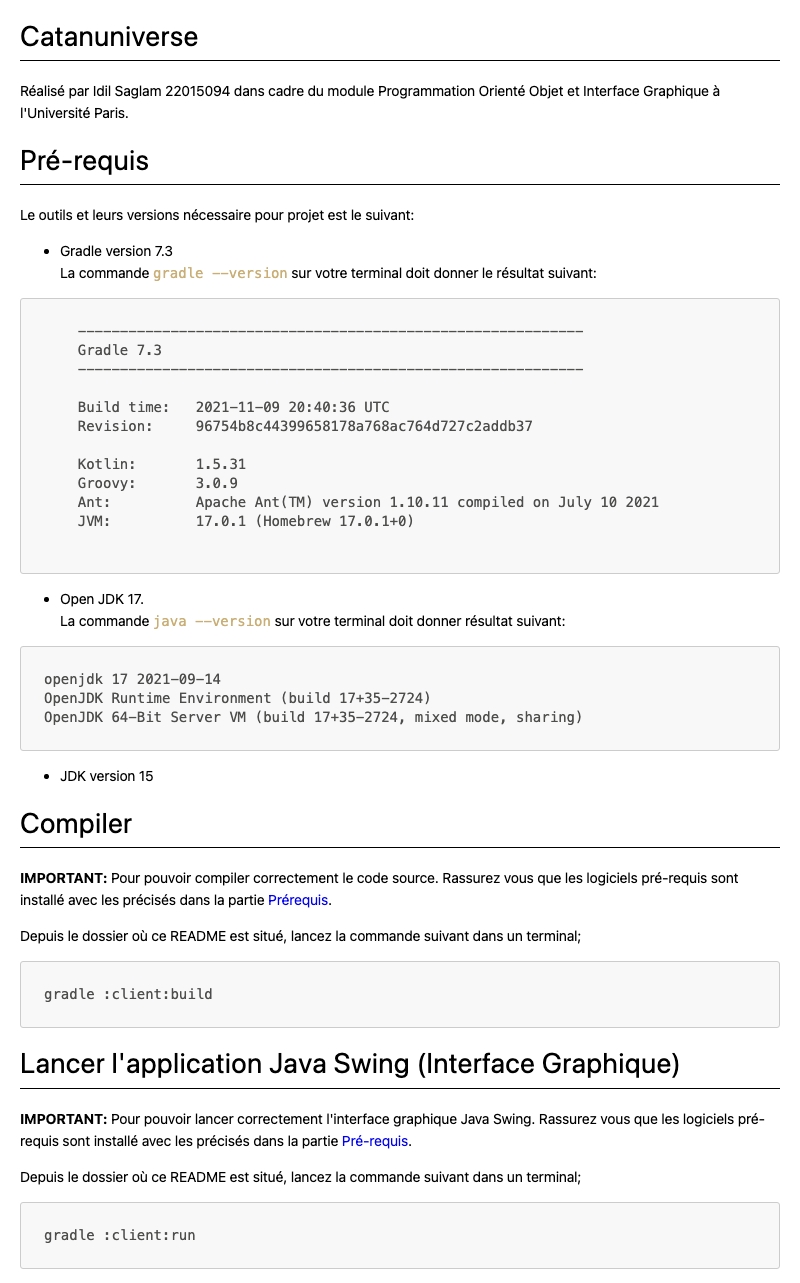 Catanuniverse
Réalisé par Idil Saglam 22015094 dans cadre du module Programmation Orienté Objet et Interface Graphique à
l'Université Paris.
Pré-requis
Le outils et leurs versions nécessaire pour projet est le suivant:
• Gradle version 7.3
La commande gradle --version sur votre terminal doit donner le résultat suivant:
------------------------------------------------------------
Gradle 7.3
------------------------------------------------------------
Build time:   2021-11-09 20:40:36 UTC
Revision:     96754b8c44399658178a768ac764d727c2addb37
Kotlin:       1.5.31
Groovy:       3.0.9
Ant:          Apache Ant(TM) version 1.10.11 compiled on July 10 2021
JVM:          17.0.1 (Homebrew 17.0.1+0)
• Open JDK 17.
La commande java --version sur votre terminal doit donner résultat suivant:
openjdk 17 2021-09-14
OpenJDK Runtime Environment (build 17+35-2724)
OpenJDK 64-Bit Server VM (build 17+35-2724, mixed mode, sharing)
• JDK version 15
Compiler
IMPORTANT: Pour pouvoir compiler correctement le code source. Rassurez vous que les logiciels pré-requis sont
installé avec les précisés dans la partie Prérequis.
Depuis le dossier où ce README est situé, lancez la commande suivant dans un terminal;
gradle :client:build
Lancer l'application Java Swing (Interface Graphique)
IMPORTANT: Pour pouvoir lancer correctement l'interface graphique Java Swing. Rassurez vous que les logiciels pré-
requis sont installé avec les précisés dans la partie Pré-requis.
Depuis le dossier où ce README est situé, lancez la commande suivant dans un terminal;
gradle :client:run